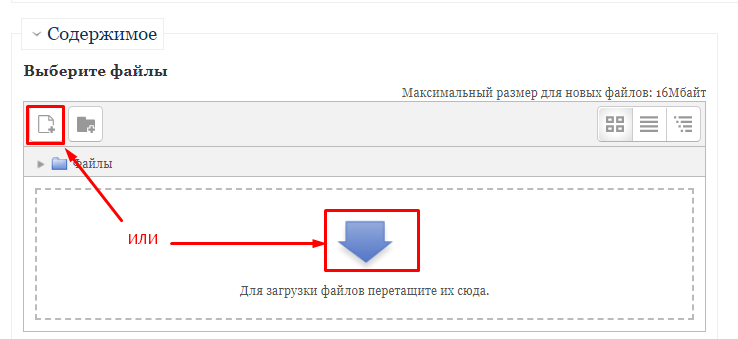 Содержимое
Выберите файлы
Максимальный размер для новых файлов: 16Мбайт
Файлы
ИЛИ
Для загрузки файлов перетащите их сюда.